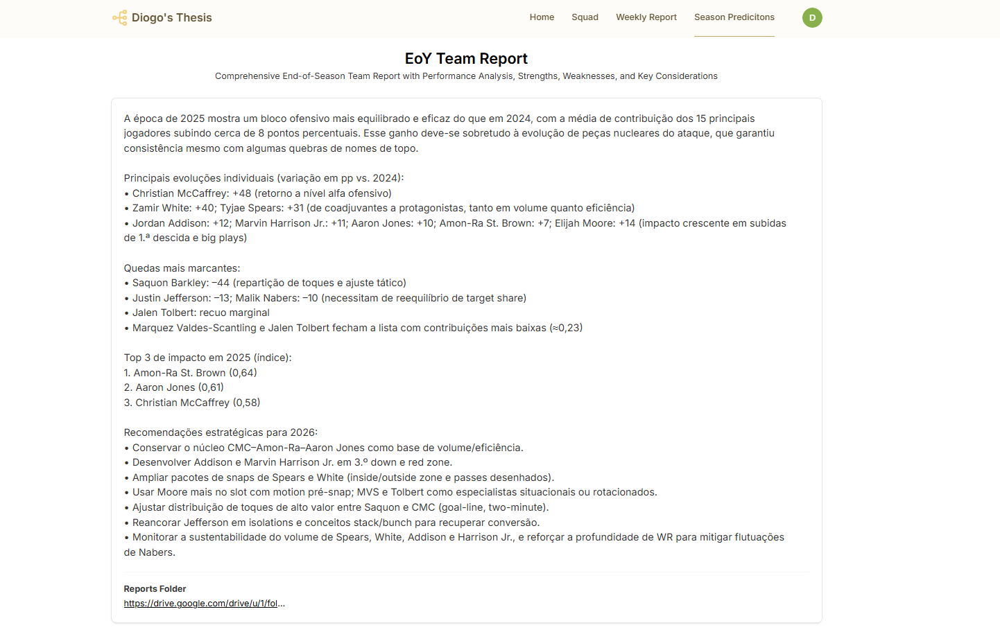 Diogo's Thesis
Home
Squad
Weekly Report
Season Predicitons
D
EoY Team Report
Comprehensive End-of-Season Team Report with Performance Analysis, Strengths, Weaknesses, and Key Considerations
A época de 2025 mostra um bloco ofensivo mais equilibrado e eficaz do que em 2024, com a média de contribuição dos 15 principais
jogadores subindo cerca de 8 pontos percentuais. Esse ganho deve-se sobretudo à evolução de peças nucleares do ataque, que garantiu
consistência mesmo com algumas quebras de nomes de topo.
Principais evoluções individuais (variação em pp vs. 2024):
• Christian McCaffrey: +48 (retorno a nível alfa ofensivo)
• Zamir White: +40; Tyjae Spears: +31 (de coadjuvantes a protagonistas, tanto em volume quanto eficiência)
• Jordan Addison: +12; Marvin Harrison Jr.: +11; Aaron Jones: +10; Amon-Ra St. Brown: +7; Elijah Moore: +14 (impacto crescente em subidas
de 1.ª descida e big plays)
Quedas mais marcantes:
• Saquon Barkley: –44 (repartição de toques e ajuste tático)
• Justin Jefferson: –13; Malik Nabers: –10 (necessitam de reequilíbrio de target share)
• Jalen Tolbert: recuo marginal
• Marquez Valdes-Scantling e Jalen Tolbert fecham a lista com contribuições mais baixas (≈0,23)
Top 3 de impacto em 2025 (índice):
1. Amon-Ra St. Brown (0,64)
2. Aaron Jones (0,61)
3. Christian McCaffrey (0,58)
Recomendações estratégicas para 2026:
• Conservar o núcleo CMC–Amon-Ra–Aaron Jones como base de volume/eficiência.
• Desenvolver Addison e Marvin Harrison Jr. em 3.º down e red zone.
• Ampliar pacotes de snaps de Spears e White (inside/outside zone e passes desenhados).
• Usar Moore mais no slot com motion pré-snap; MVS e Tolbert como especialistas situacionais ou rotacionados.
• Ajustar distribuição de toques de alto valor entre Saquon e CMC (goal-line, two-minute).
• Reancorar Jefferson em isolations e conceitos stack/bunch para recuperar conversão.
• Monitorar a sustentabilidade do volume de Spears, White, Addison e Harrison Jr., e reforçar a profundidade de WR para mitigar flutuações
de Nabers.
Reports Folder
https://drive.google.com/drive/u/1/fol...